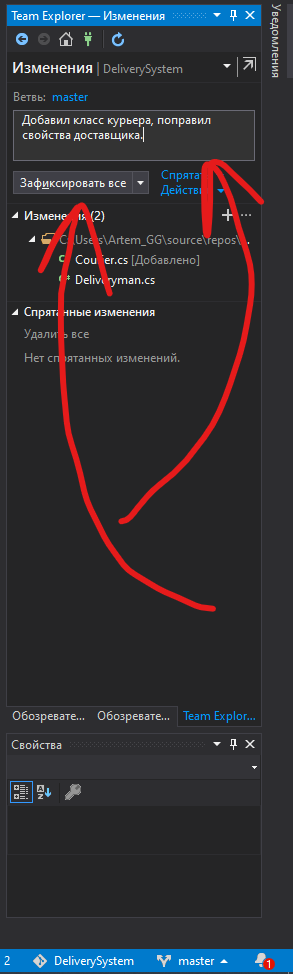 Team Explorer — Изменения
Изменения | DeliverySystem
Ветвь: master
Добавил класс курьера, поправил
свойства доставщика.
Зафиксировать все
Изменения (2)
C:\Users\Artem_GG\source\repos\...
Courier.cs [Добавлено]
Deliveryman.cs
Спрятанные изменения
Удалить все
Нет спрятанных изменений.
Обозревате... Обозревате... Team Explor...
Свойства
2 DeliverySystem master 1
Уведомления